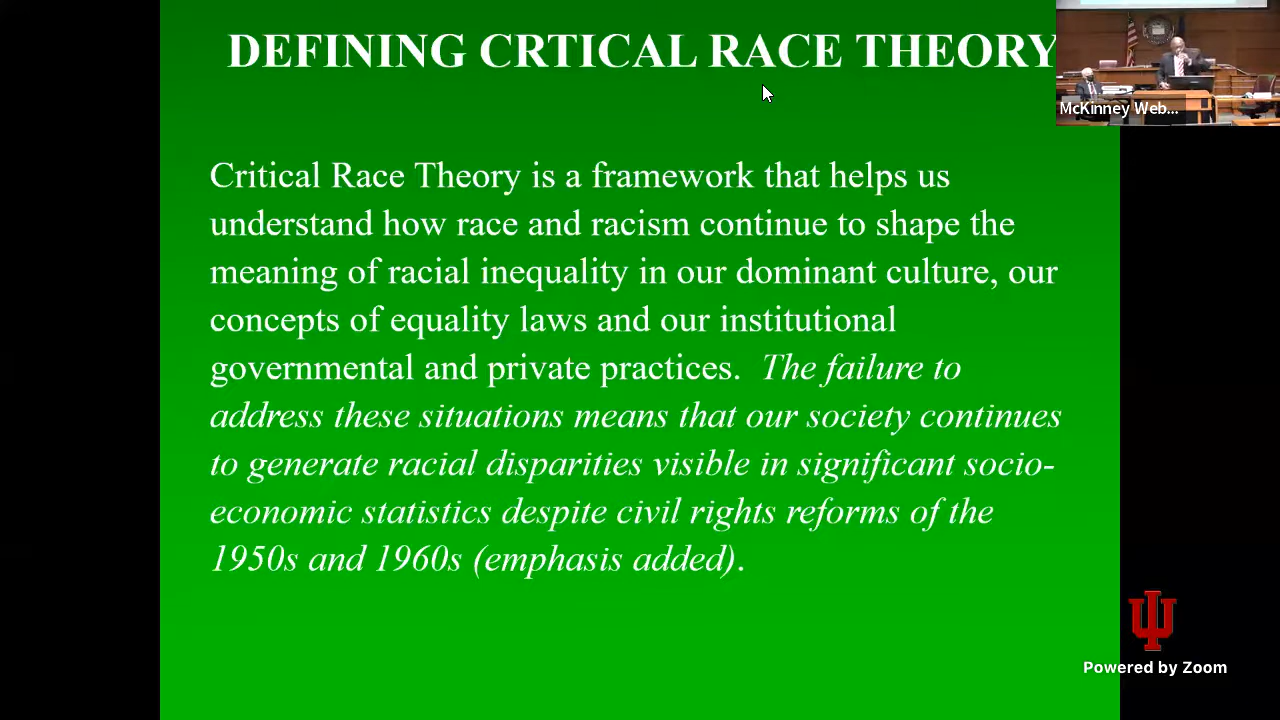 DEFINING CRTICAL RACE THEORY
McKinney Web...
Critical Race Theory is a framework that helps us
understand how race and racism continue to shape the
meaning of racial inequality in our dominant culture, our
concepts of equality laws and our institutional
governmental and private practices.  The failure to
address these situations means that our society continues
to generate racial disparities visible in significant socio-
economic statistics despite civil rights reforms of the
1950s and 1960s (emphasis added).
Powered by Zoom